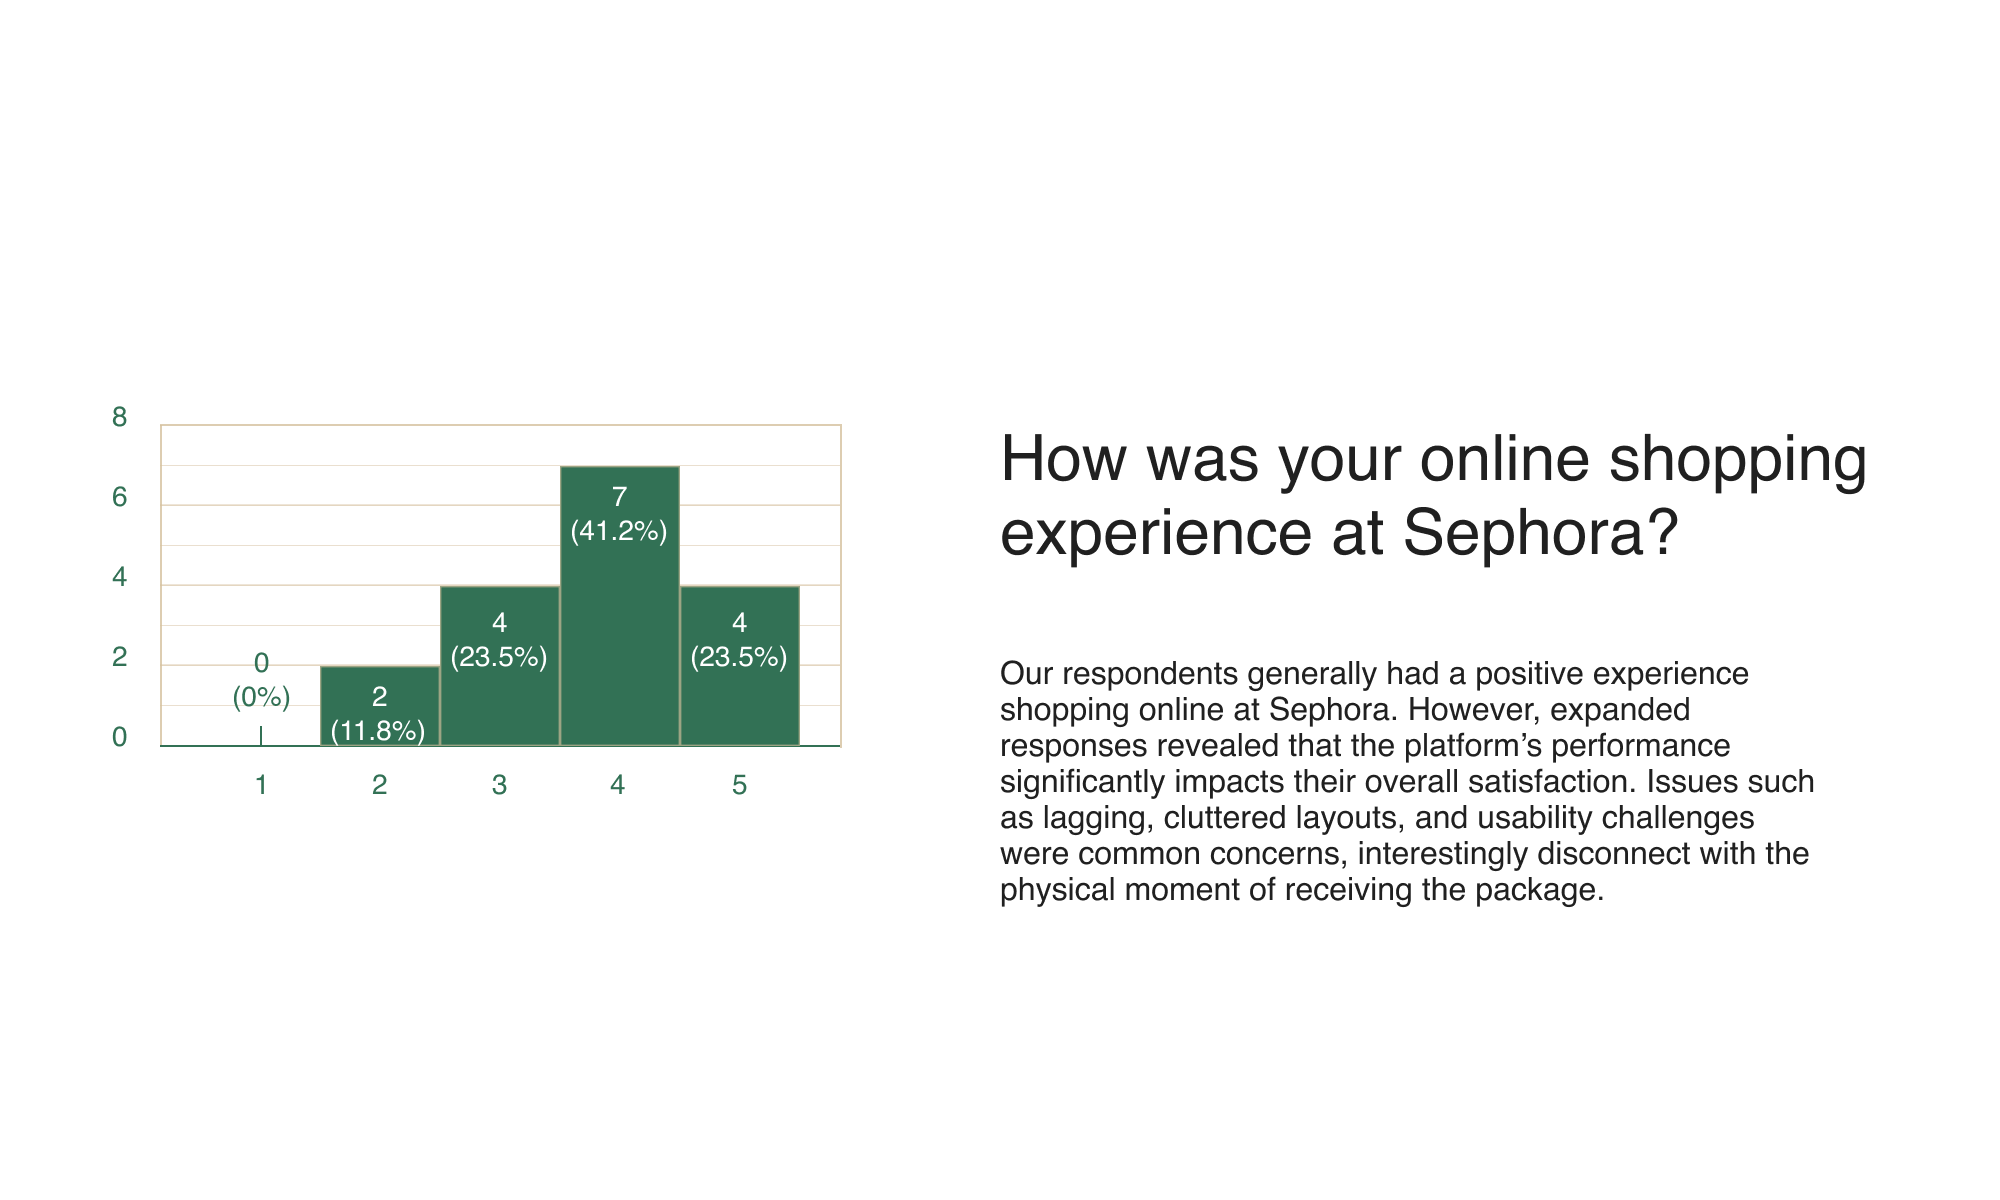 8
6
4
2
0
0
(0%)
2
(11.8%)
4
(23.5%)
7
(41.2%)
4
(23.5%)
1
2
3
4
5
How was your online shopping
experience at Sephora?
Our respondents generally had a positive experience
shopping online at Sephora. However, expanded
responses revealed that the platform’s performance
significantly impacts their overall satisfaction. Issues such
as lagging, cluttered layouts, and usability challenges
were common concerns, interestingly disconnect with the
physical moment of receiving the package.